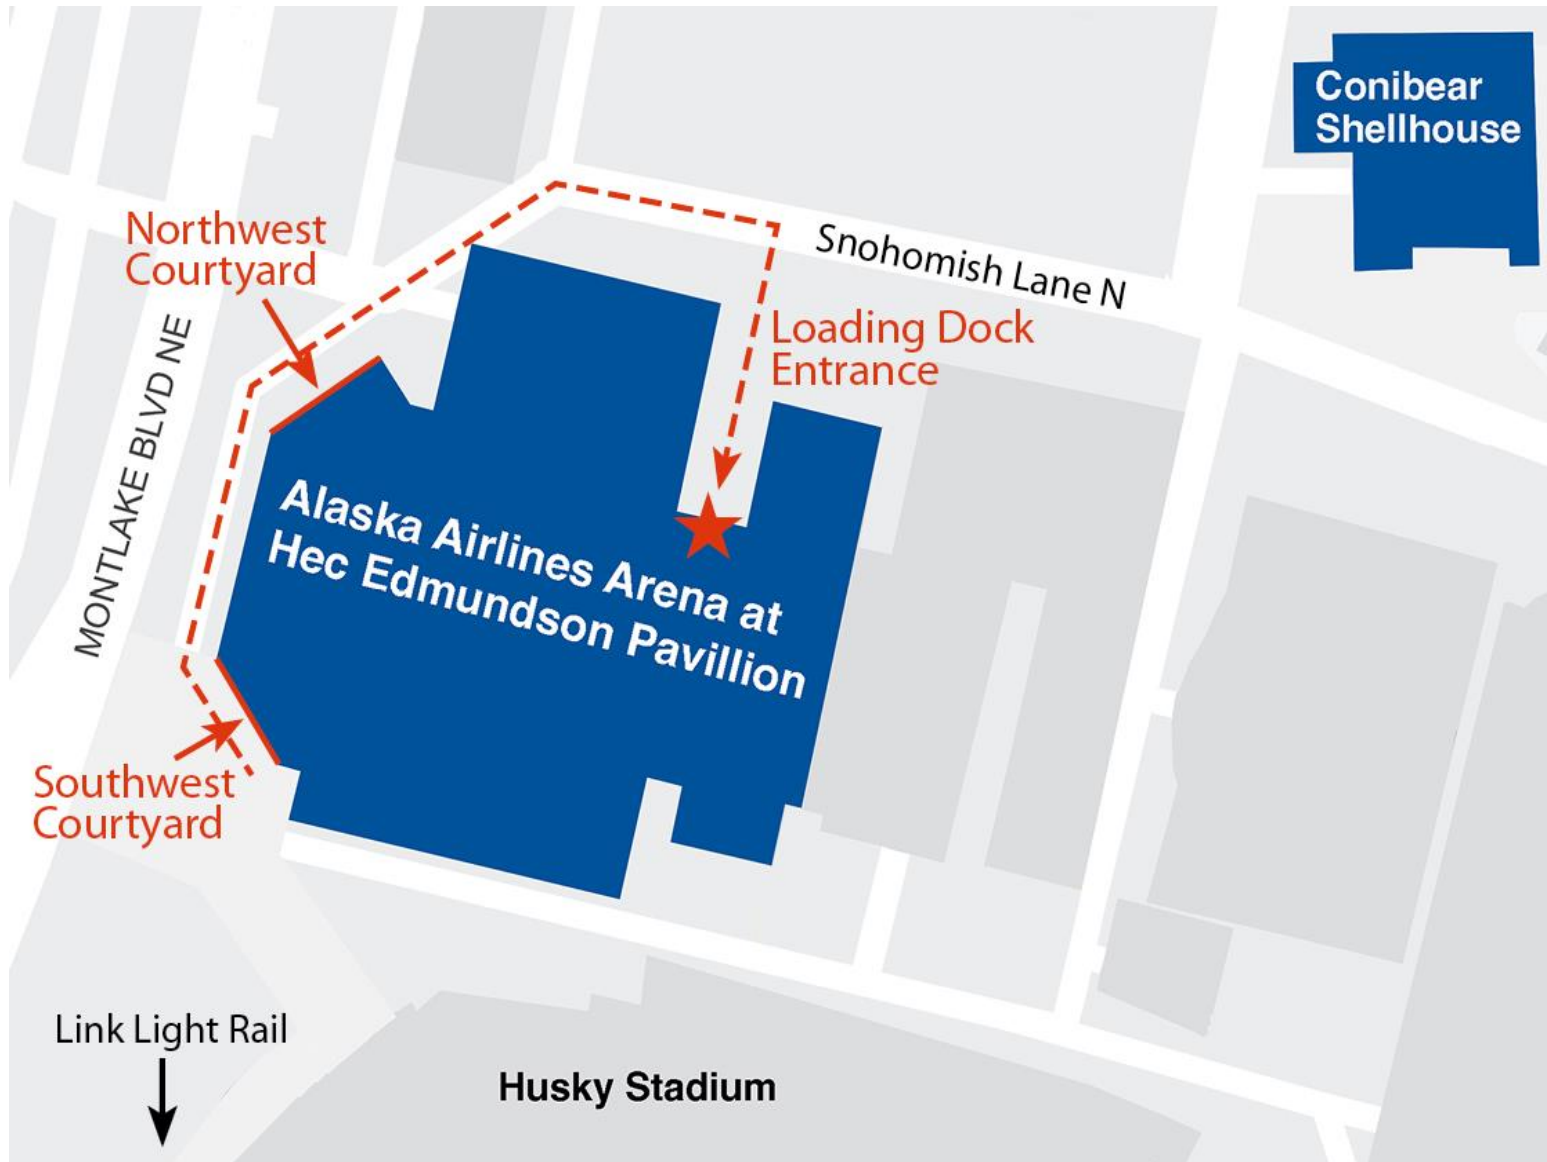 Conibear
Shellhouse
Northwest
Courtyard
Snohomish Lane N
Loading Dock
Entrance
MONTLAKE BLVD NE
Alaska Airlines Arena at
Hec Edmundson Pavillion
Southwest
Courtyard
Link Light Rail
Husky Stadium